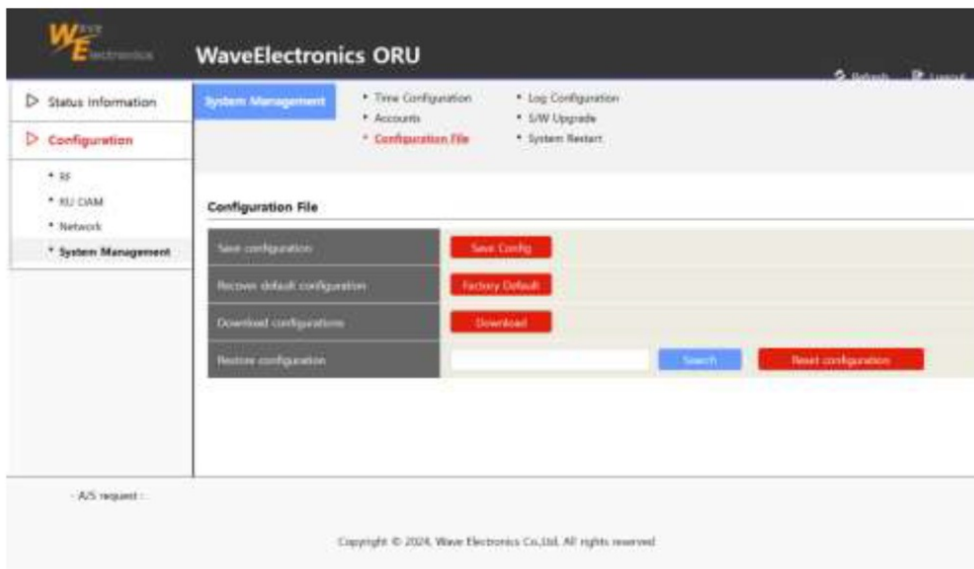 Wave
Electronics
WaveElectronics ORU
Refresh Logout
Status Information
Configuration
RF
RU OAM
Network
System Management
System Management
Time Configuration
Accounts
Configuration File
Log Configuration
S/W Upgrade
System Restart
Configuration File
Save configuration Save Config
Recover default configuration Factory Default
Download configurations Download
Restore configuration Search Reset configuration
- A/S request :
Copyright © 2024, Wave Electronics Co.,Ltd. All rights reserved